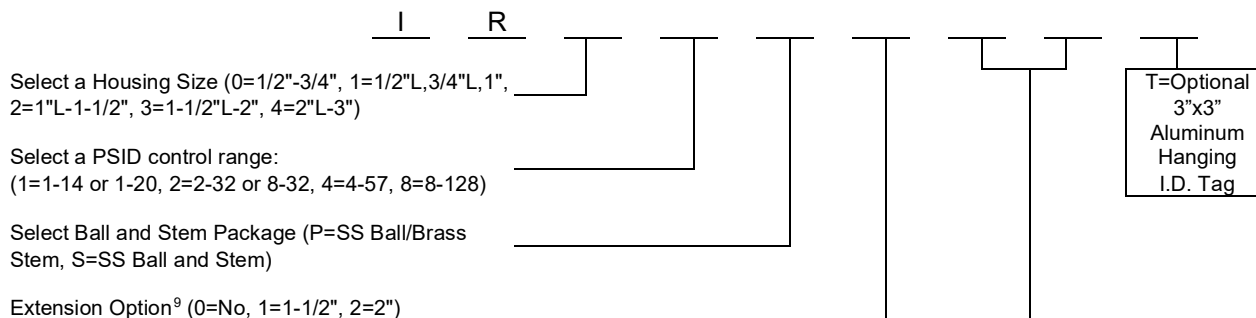 I R
Select a Housing Size (0=1/2"-3/4", 1=1/2"L,3/4"L,1",
2=1"L-1-1/2", 3=1-1/2"L-2", 4=2"L-3")
Select a PSID control range:
(1=1-14 or 1-20, 2=2-32 or 8-32, 4=4-57, 8=8-128)
Select Ball and Stem Package (P=SS Ball/Brass
Stem, S=SS Ball and Stem)
Extension Option⁹ (0=No, 1=1-1/2", 2=2")
T=Optional
3”x3”
Aluminum
Hanging
I.D. Tag